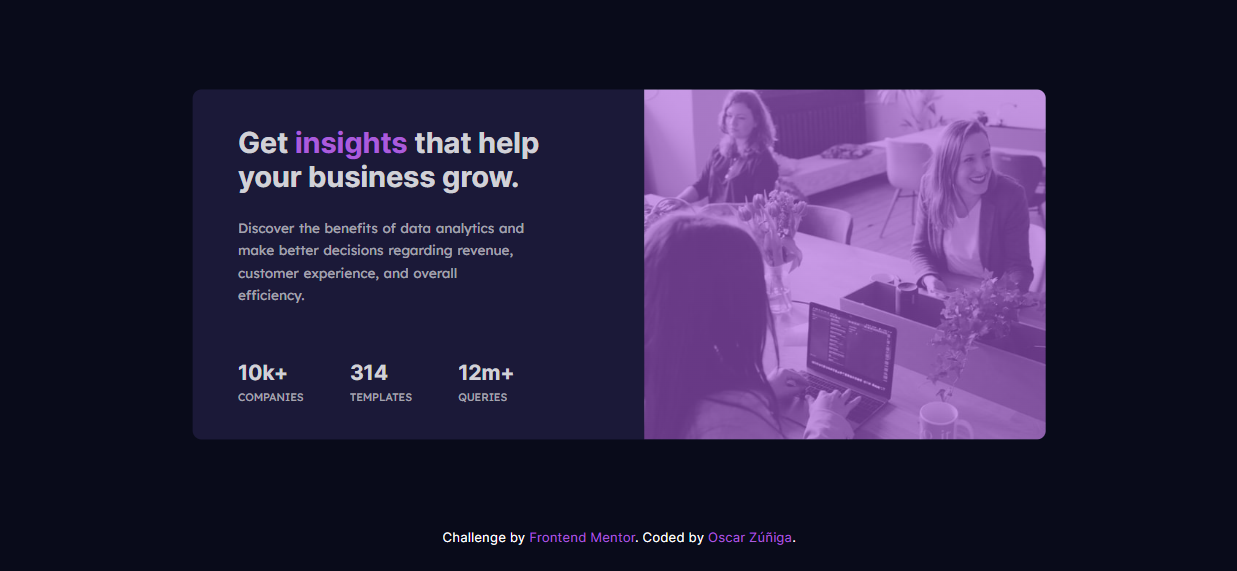 Get insights that help
your business grow.
Discover the benefits of data analytics and
make better decisions regarding revenue,
customer experience, and overall
efficiency.
10k+ 314 12m+
COMPANIES TEMPLATES QUERIES
Challenge by Frontend Mentor. Coded by Oscar Zúñiga.